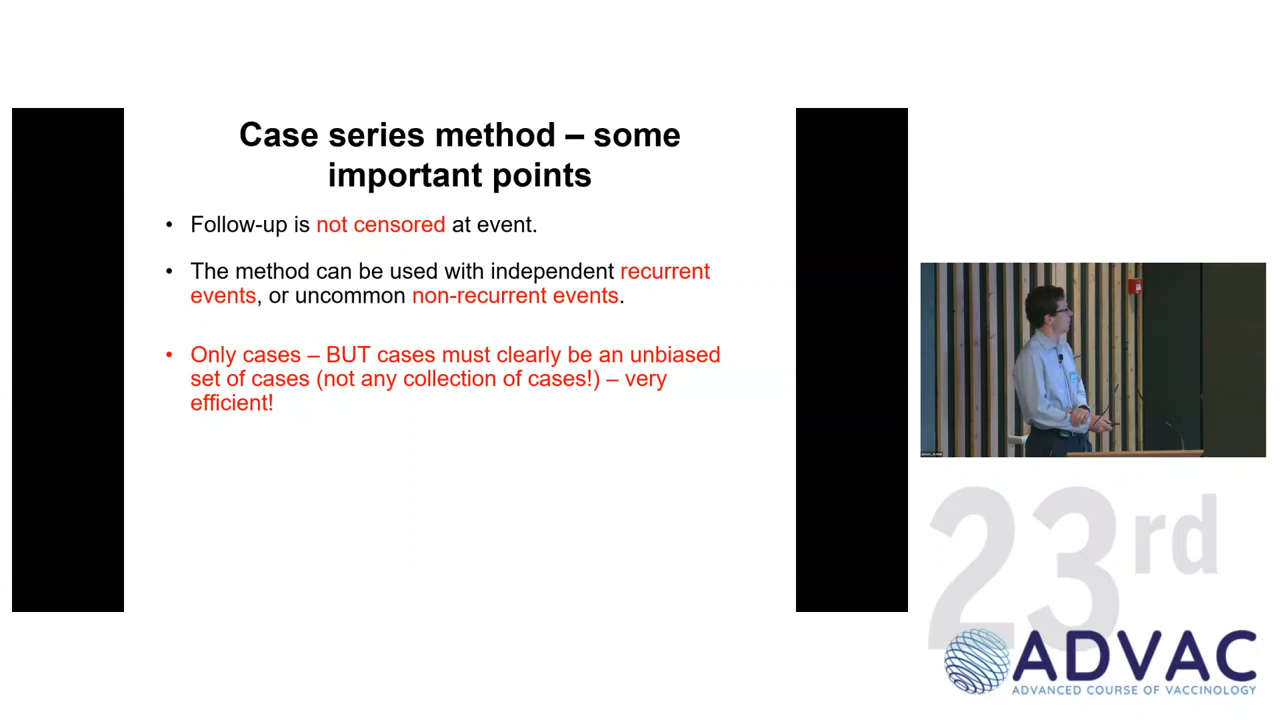 Case series method – some
important points
• Follow-up is not censored at event.
• The method can be used with independent recurrent
events, or uncommon non-recurrent events.
• Only cases – BUT cases must clearly be an unbiased
set of cases (not any collection of cases!) – very
efficient!
23rd
ADVAC
ADVANCED COURSE OF VACCINOLOGY